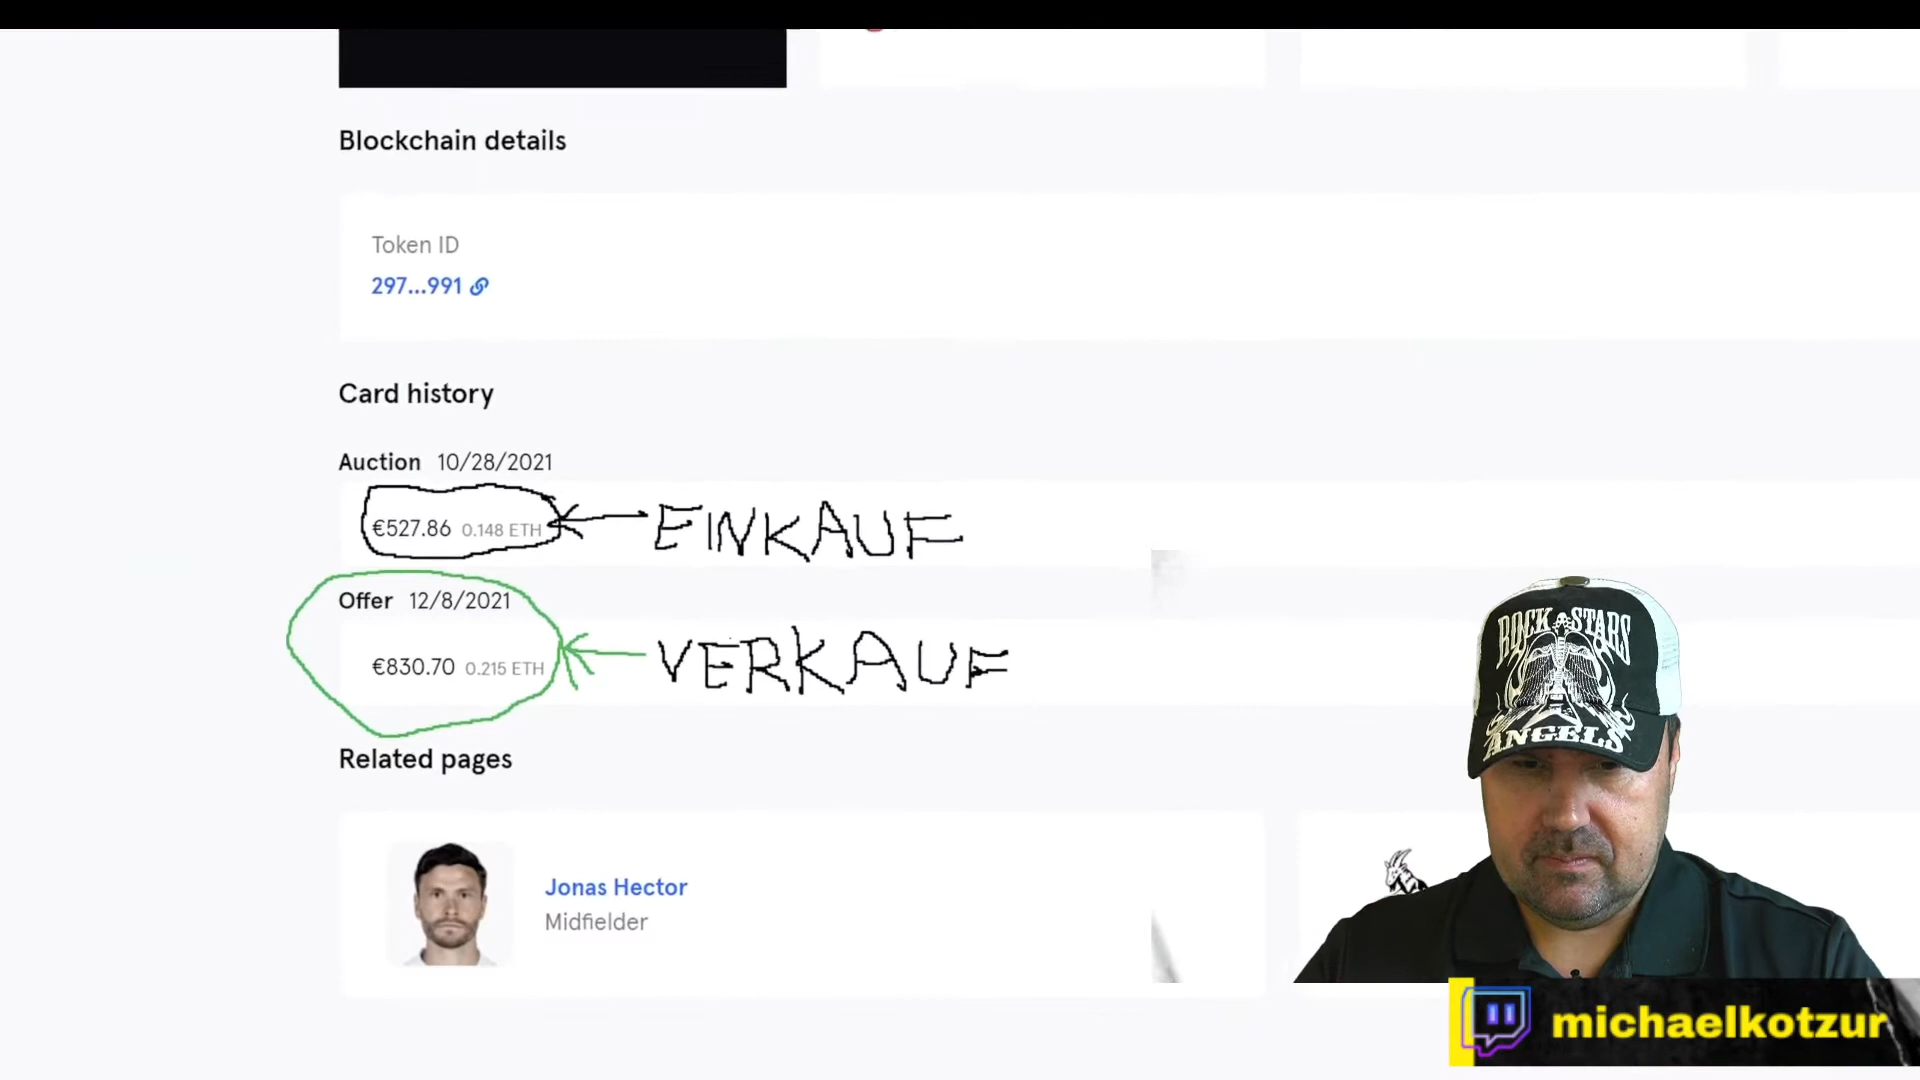 Blockchain details
Token ID
297...991
Card history
Auction 10/28/2021
€527.86 0.148 ETH
EINKAUF
Offer 12/8/2021
€830.70 0.215 ETH
VERKAUF
Related pages
Jonas Hector
Midfielder
ROCK STARS
ANGELS
michaelkotzur